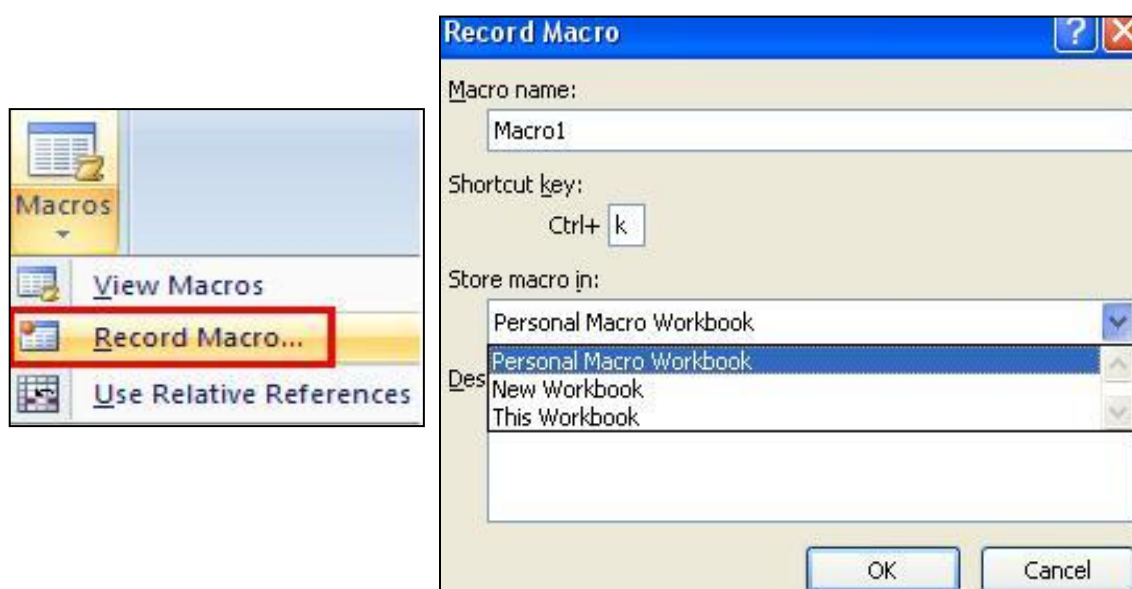 Macros
View Macros
Record Macro...
Use Relative References
Record Macro
Macro name:
Macro1
Shortcut key:
Ctrl+ k
Store macro in:
Personal Macro Workbook
Personal Macro Workbook
New Workbook
This Workbook
OK Cancel